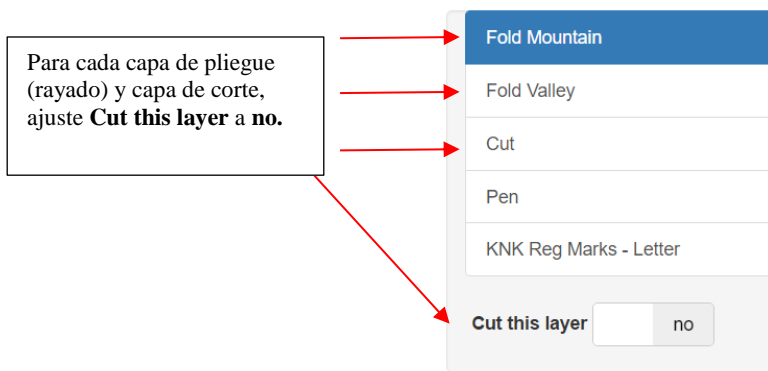 Para cada capa de pliegue
(rayado) y capa de corte,
ajuste Cut this layer a no.
Fold Mountain
Fold Valley
Cut
Pen
KNK Reg Marks - Letter
Cut this layer no